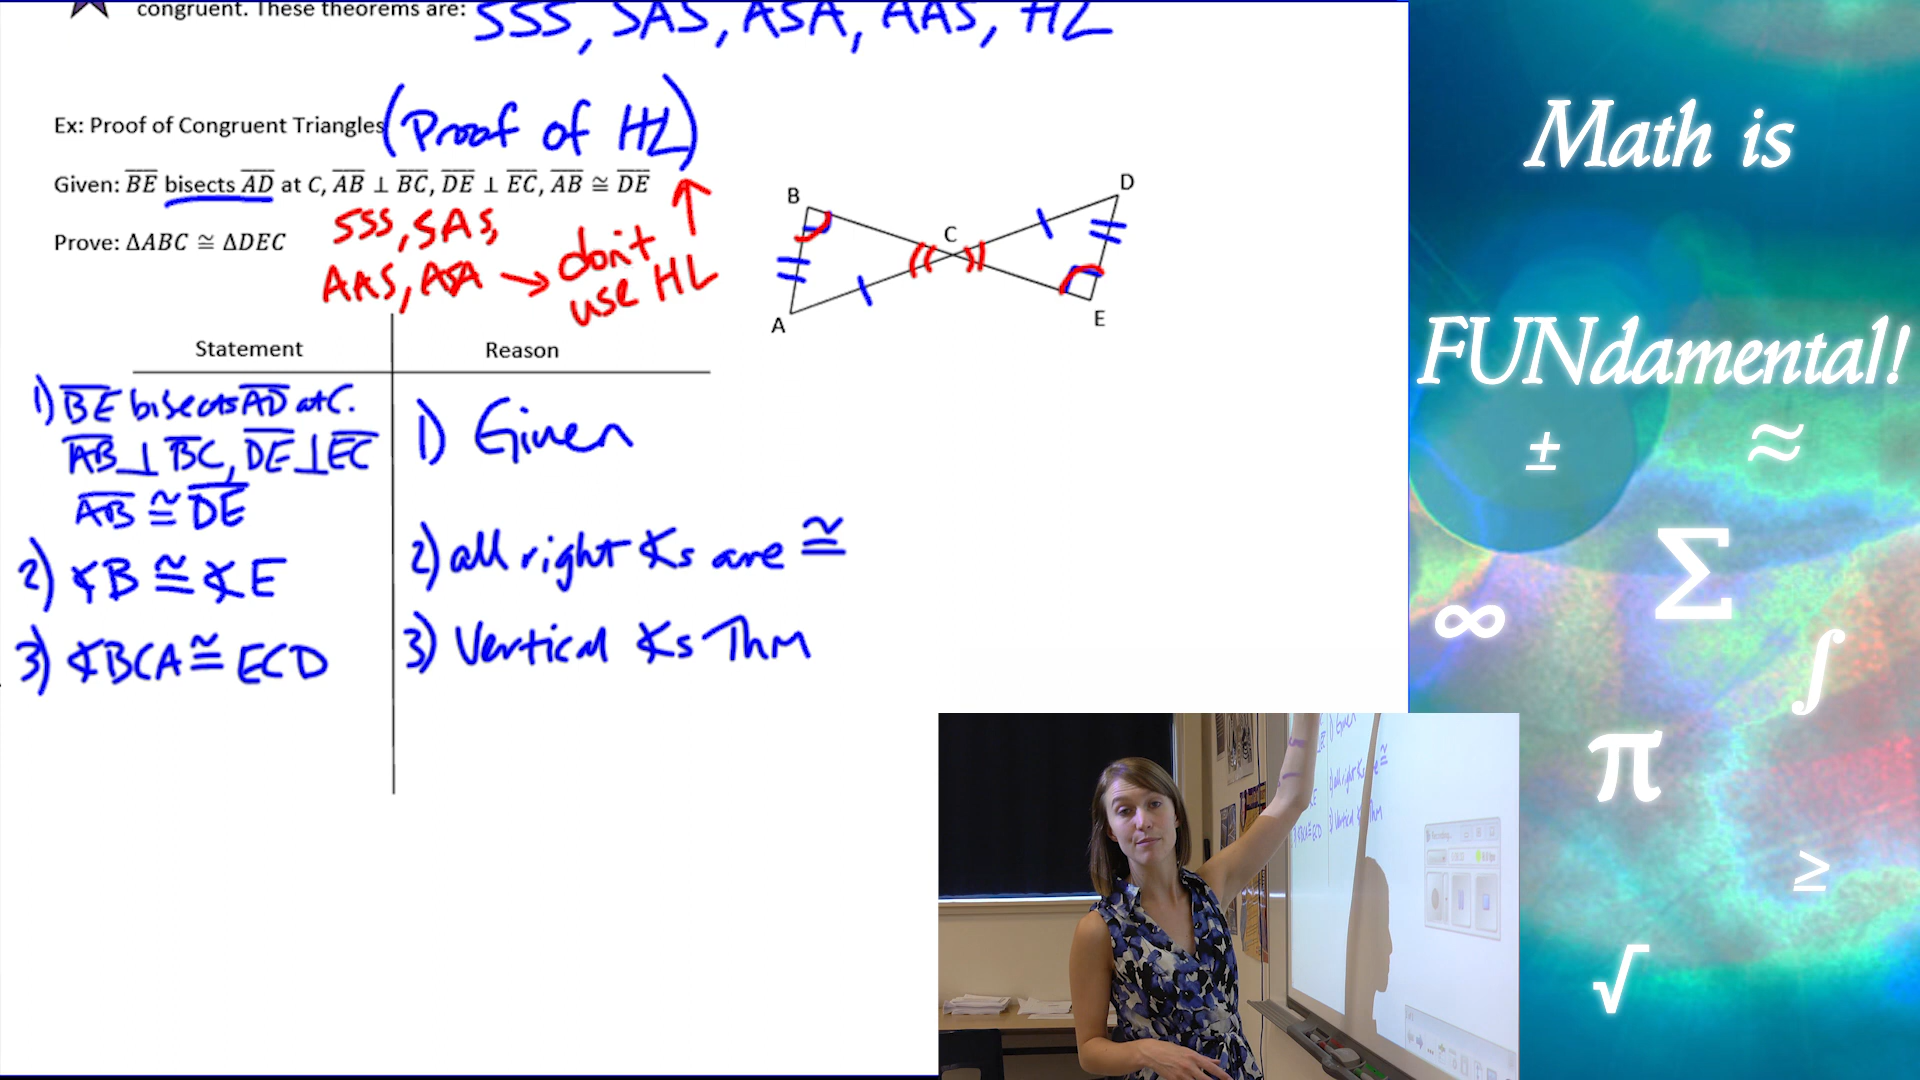 congruent. These theorems are: SSS, SAS, ASA, AAS, HL
Ex: Proof of Congruent Triangles (Proof of HL)
Given: BE bisects AD at C, AB ⊥ BC, DE ⊥ EC, AB ≅ DE
Prove: ΔABC ≅ ΔDEC
SSS, SAS,
AAS, ASA → don't
use HL
B
D
C
A
E
Statement
Reason
1) BE bisects AD at C.
AB ⊥ BC, DE ⊥ EC
AB ≅ DE
1) Given
2) ∢B ≅ ∢E
2) all right ∢s are ≅
3) ∢BCA ≅ ECD
3) Vertical ∢s Thm
Math is
FUNdamental!
± ≈
Σ
∞
∫
π
≥
√